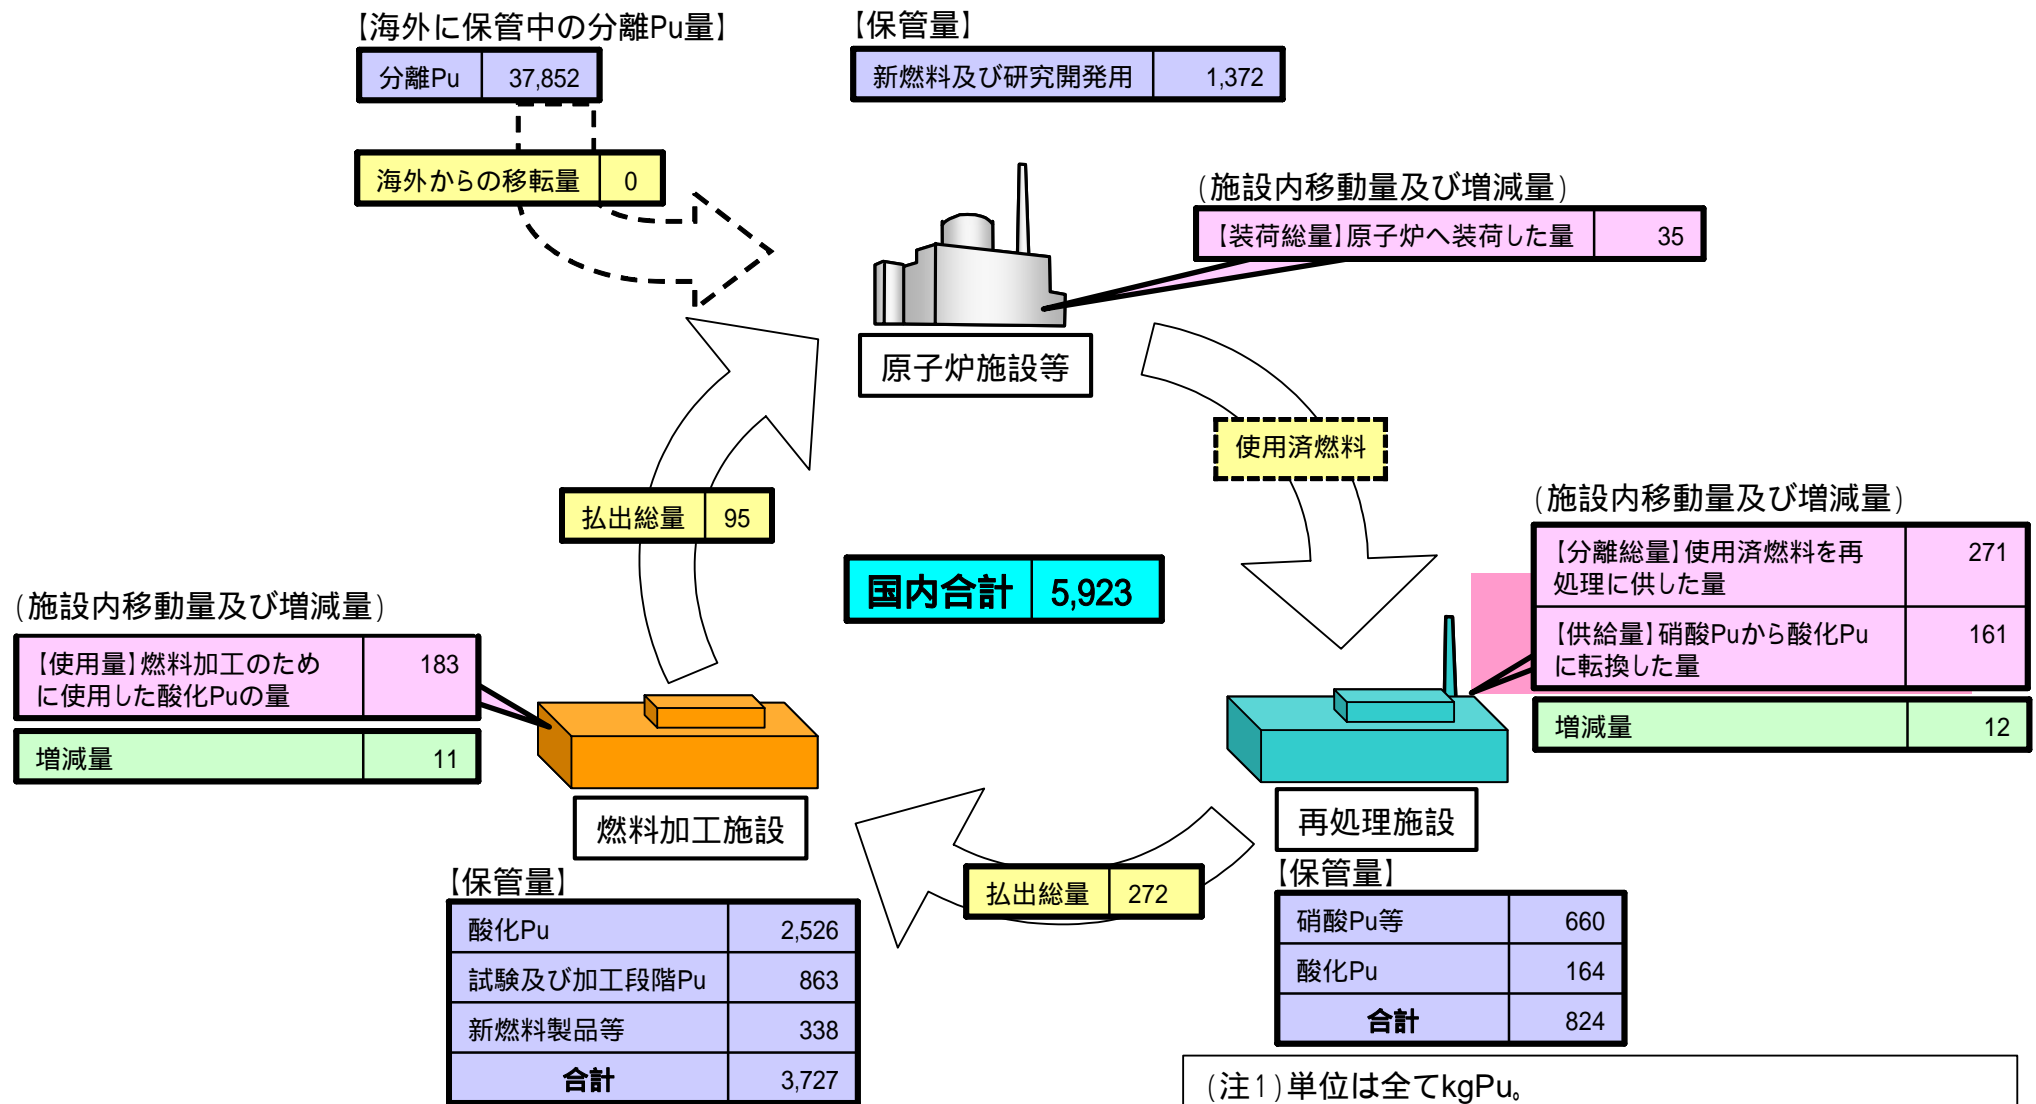 【海外に保管中の分離Pu量】
分離Pu 37,852
海外からの移転量 0
【保管量】
新燃料及び研究開発用 1,372
(施設内移動量及び増減量)
【装荷総量】原子炉へ装荷した量 35
原子炉施設等
使用済燃料
払出総量 95
国内合計 5,923
(施設内移動量及び増減量)
【分離総量】使用済燃料を再
処理に供した量 271
【供給量】硝酸Puから酸化Pu
に転換した量 161
増減量 12
(施設内移動量及び増減量)
【使用量】燃料加工のため
に使用した酸化Puの量 183
増減量 11
燃料加工施設
再処理施設
払出総量 272
【保管量】
酸化Pu 2,526
試験及び加工段階Pu 863
新燃料製品等 338
合計 3,727
【保管量】
硝酸Pu等 660
酸化Pu 164
合計 824
(注1)単位は全てkgPu。